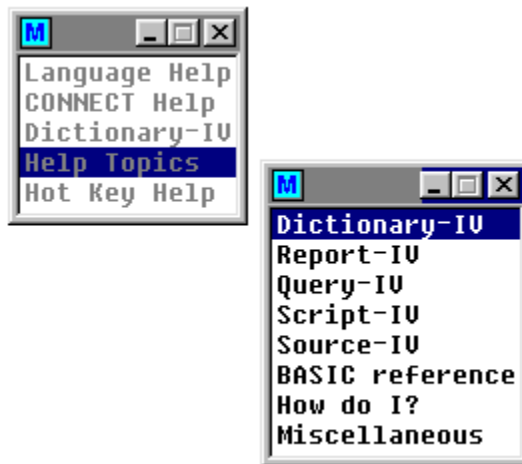 M
Language Help
CONNECT Help
Dictionary-IV
Help Topics
Hot Key Help
M
Dictionary-IV
Report-IV
Query-IV
Script-IV
Source-IV
BASIC reference
How do I?
Miscellaneous